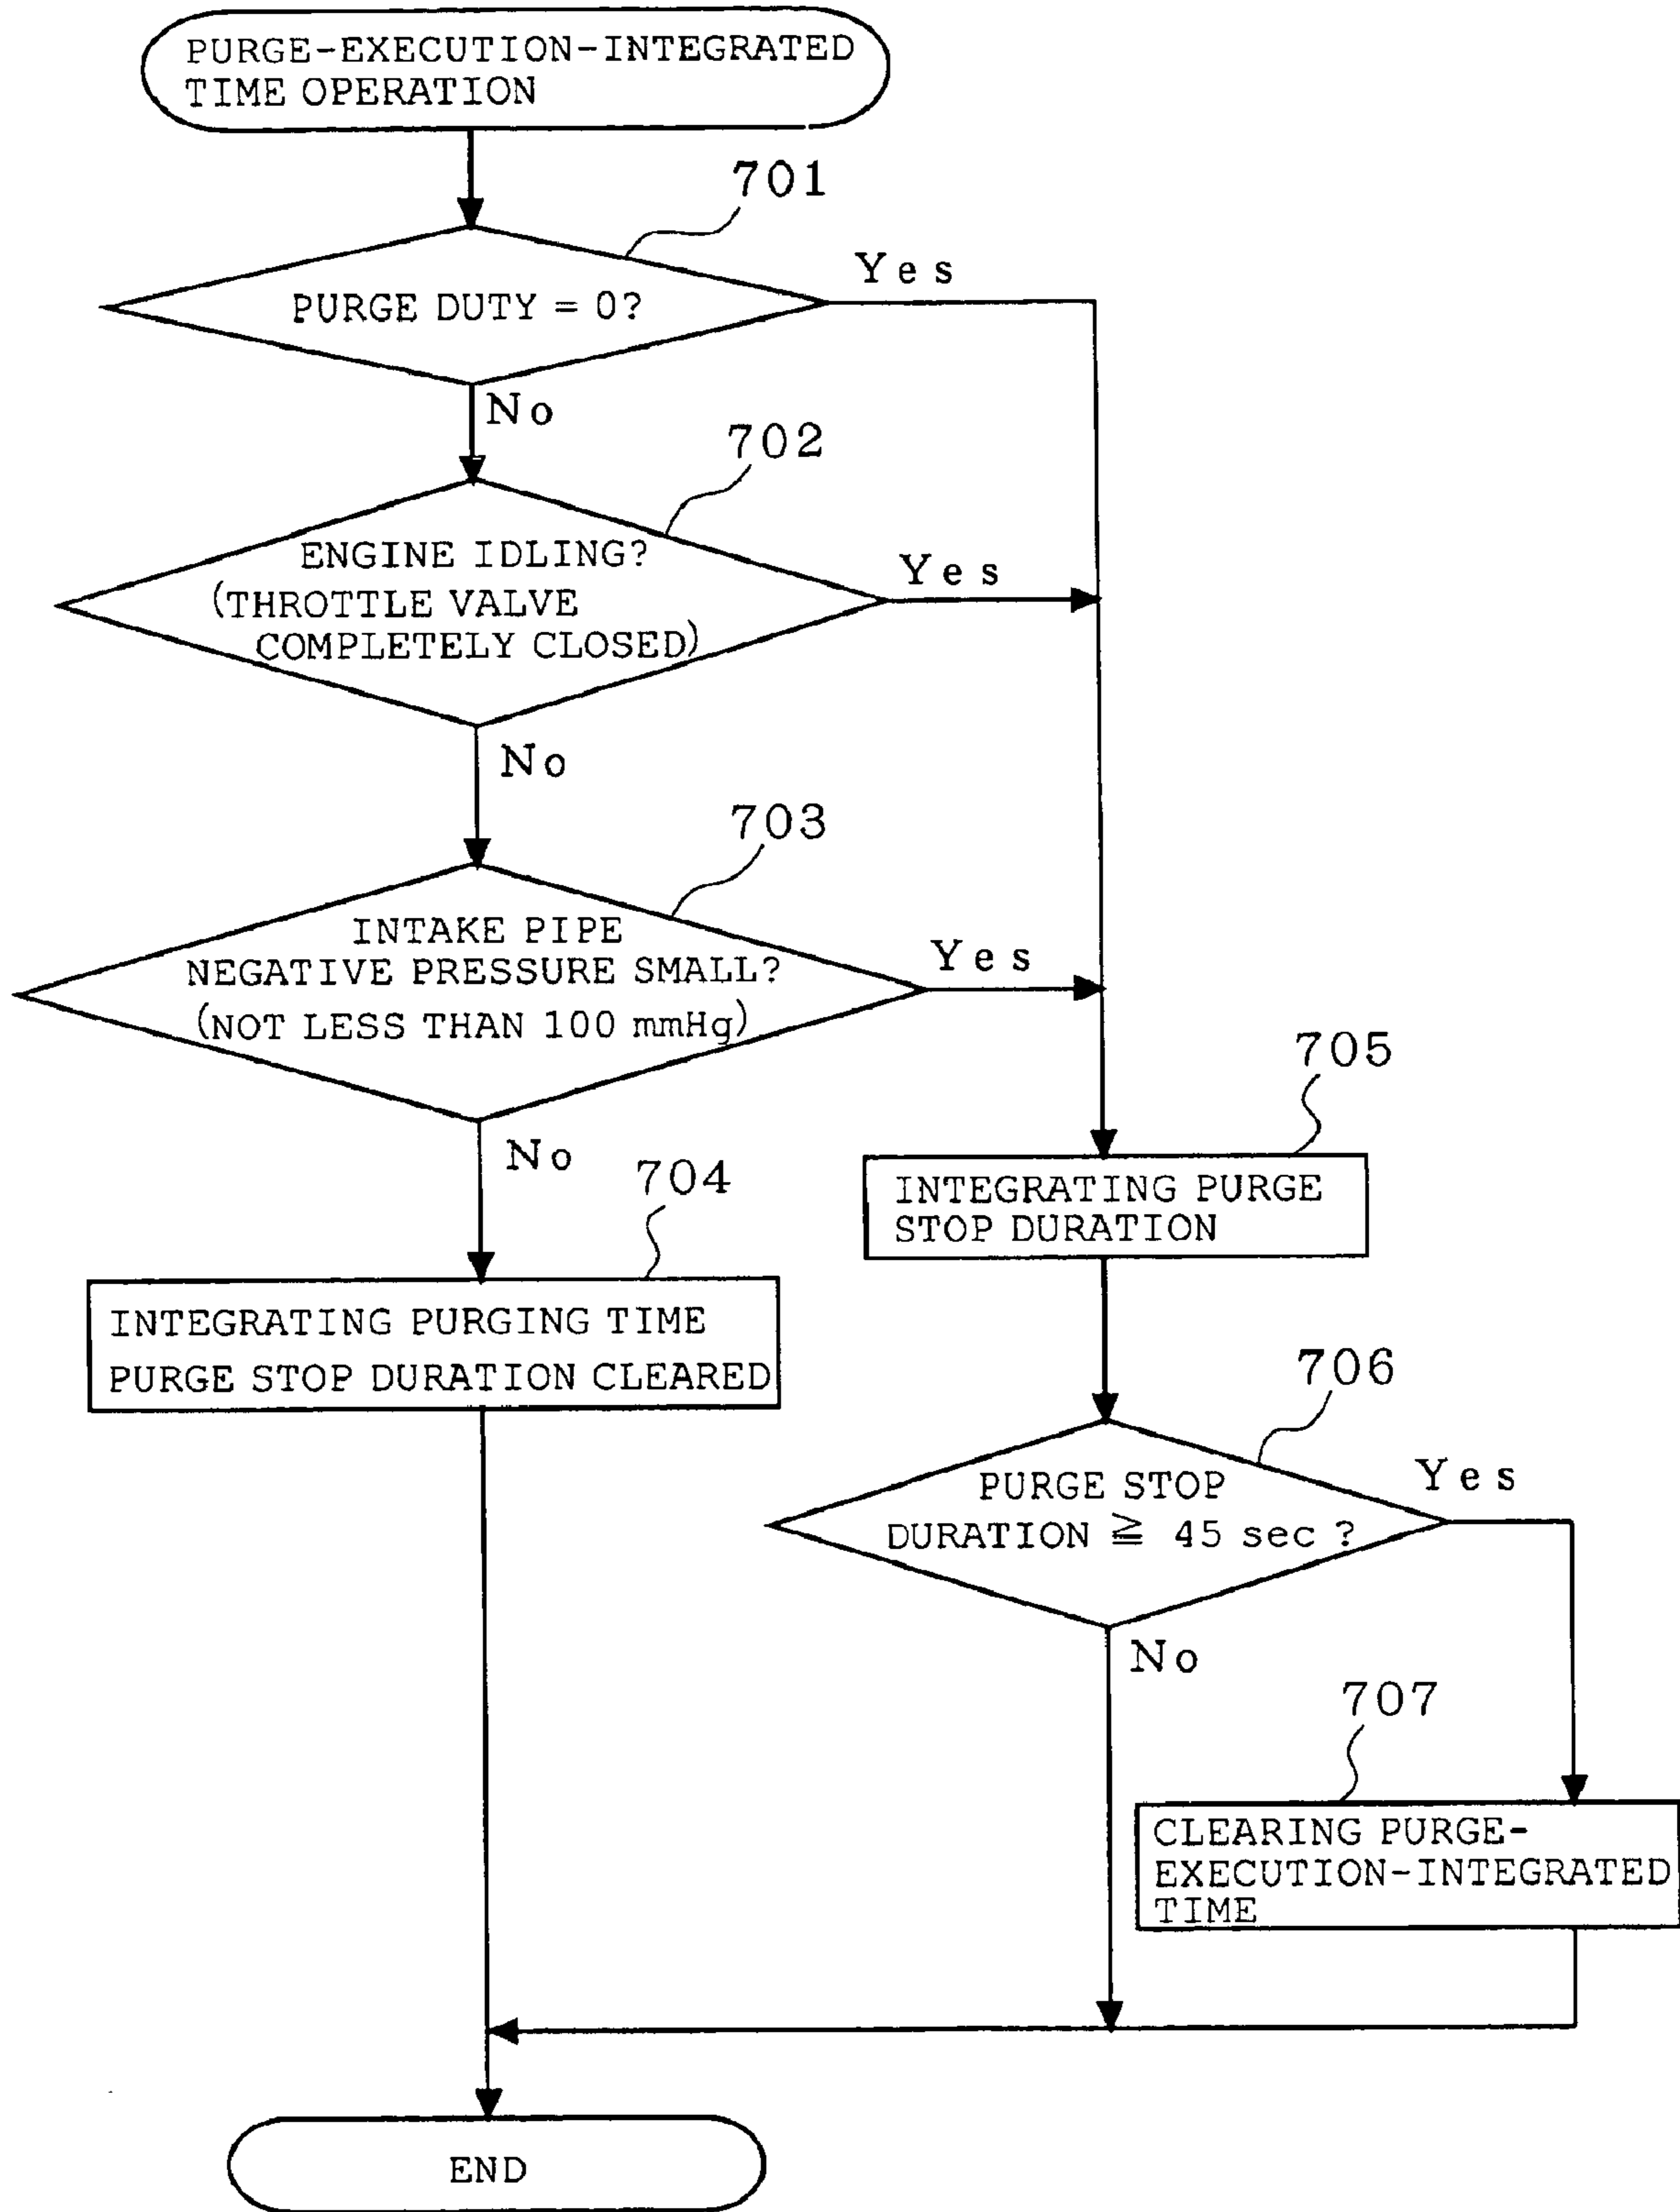 PURGE-EXECUTION-INTEGRATED
TIME OPERATION
701
PURGE DUTY = 0?
Yes
No
702
ENGINE IDLING?
(THROTTLE VALVE
COMPLETELY CLOSED)
Yes
No
703
INTAKE PIPE
NEGATIVE PRESSURE SMALL?
(NOT LESS THAN 100 mmHg)
Yes
No
704
INTEGRATING PURGING TIME
PURGE STOP DURATION CLEARED
705
INTEGRATING PURGE
STOP DURATION
706
PURGE STOP
DURATION ≧ 45 sec ?
Yes
No
707
CLEARING PURGE-
EXECUTION-INTEGRATED
TIME
END